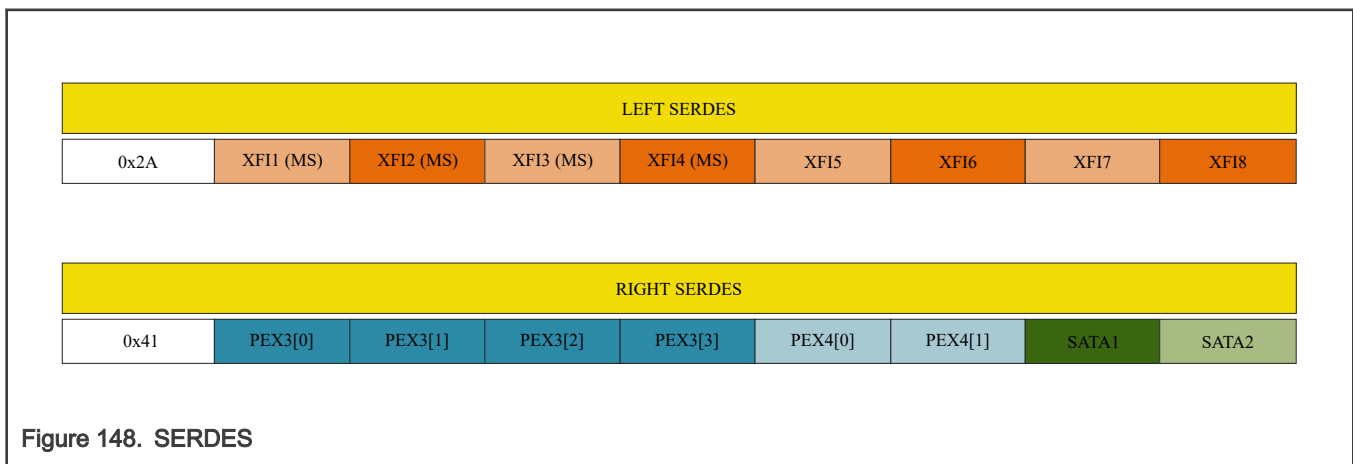 LEFT SERDES
0x2A XFI1 (MS) XFI2 (MS) XFI3 (MS) XFI4 (MS) XFI5 XFI6 XFI7 XFI8
RIGHT SERDES
0x41 PEX3[0] PEX3[1] PEX3[2] PEX3[3] PEX4[0] PEX4[1] SATA1 SATA2
Figure 148. SERDES